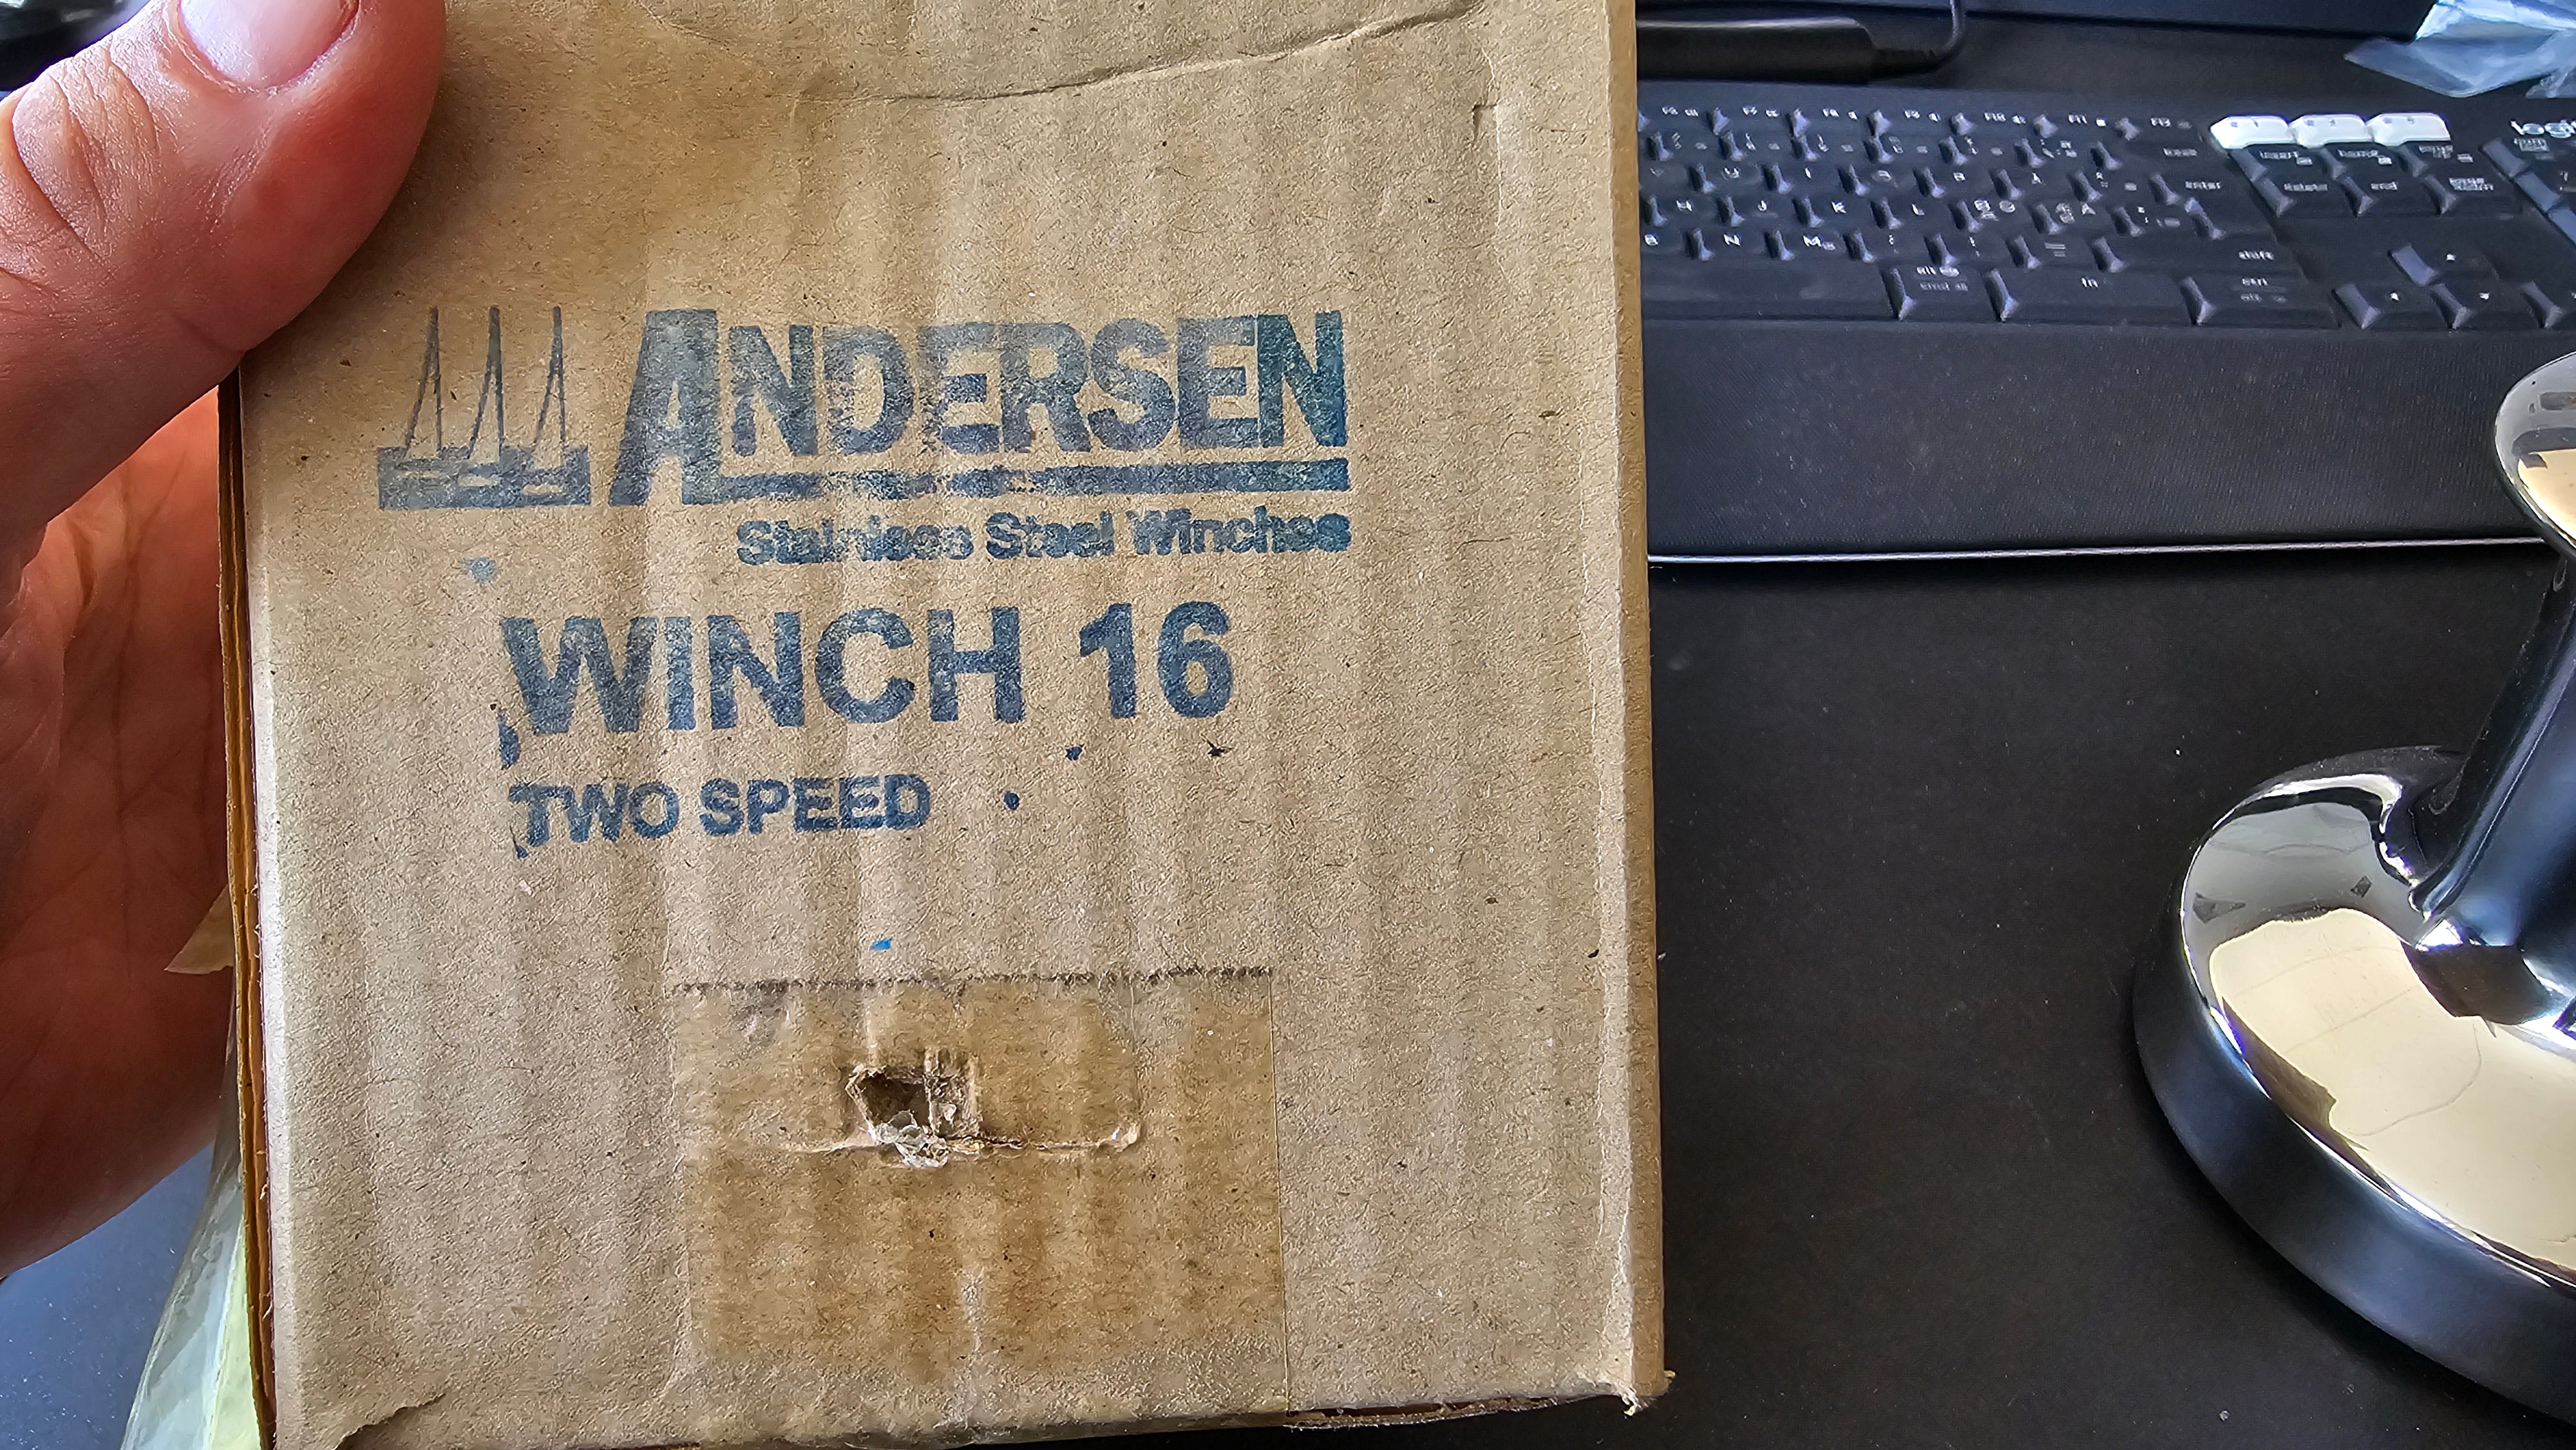 ANDERSEN
Stainless Steel Winches
WINCH 16
TWO SPEED